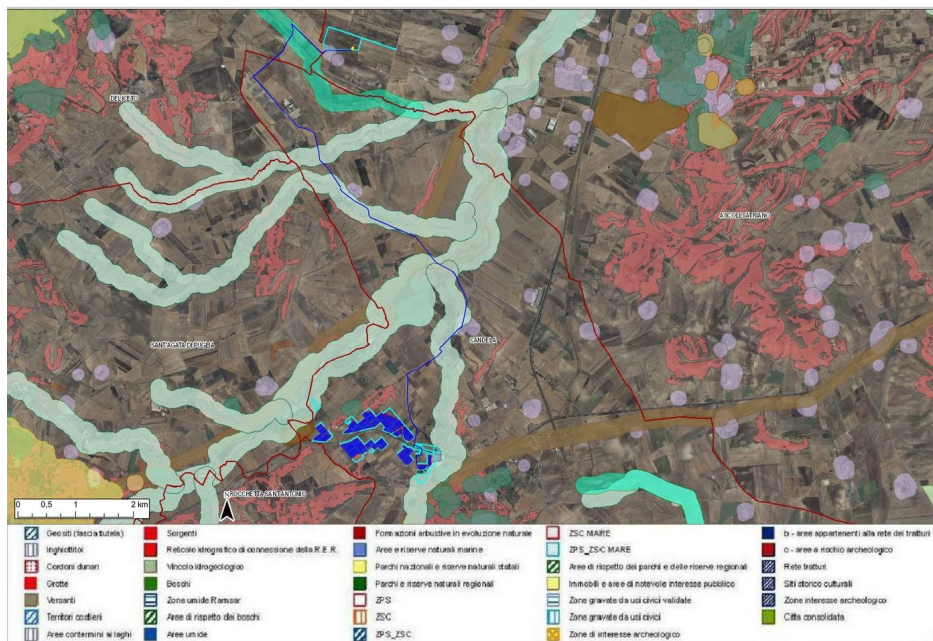 DELICETO
ASCOLI SATRIANO
SANT'AGATA DI PUGLIA
CANDELA
ROCCHETTA SANT'ANTONIO
N
0 0,5 1 2 km
Geositi (fascia tutela)
Inghiottitoi
Cordoni dunari
Grotte
Versanti
Territori costieri
Aree contermini ai laghi
Sorgenti
Reticolo idrografico di connessione della R.E.R.
Vincolo idrogeologico
Boschi
Zone umide Ramsar
Aree di rispetto dei boschi
Aree umide
Formazioni arbustive in evoluzione naturale
Aree e riserve naturali marine
Parchi nazionali e riserve naturali statali
Parchi e riserve naturali regionali
ZPS
ZSC
ZPS_ZSC
ZSC MARE
ZPS_ZSC MARE
Aree di rispetto dei parchi e delle riserve regionali
Immobili e aree di notevole interesse pubblico
Zone gravate da usi civici validate
Zone gravate da usi civici
Zone di interesse archeologico
b - aree appartenenti alla rete dei tratturi
c - aree a rischio archeologico
Rete tratturi
Siti storico culturali
Zone interesse archeologico
Città consolidata